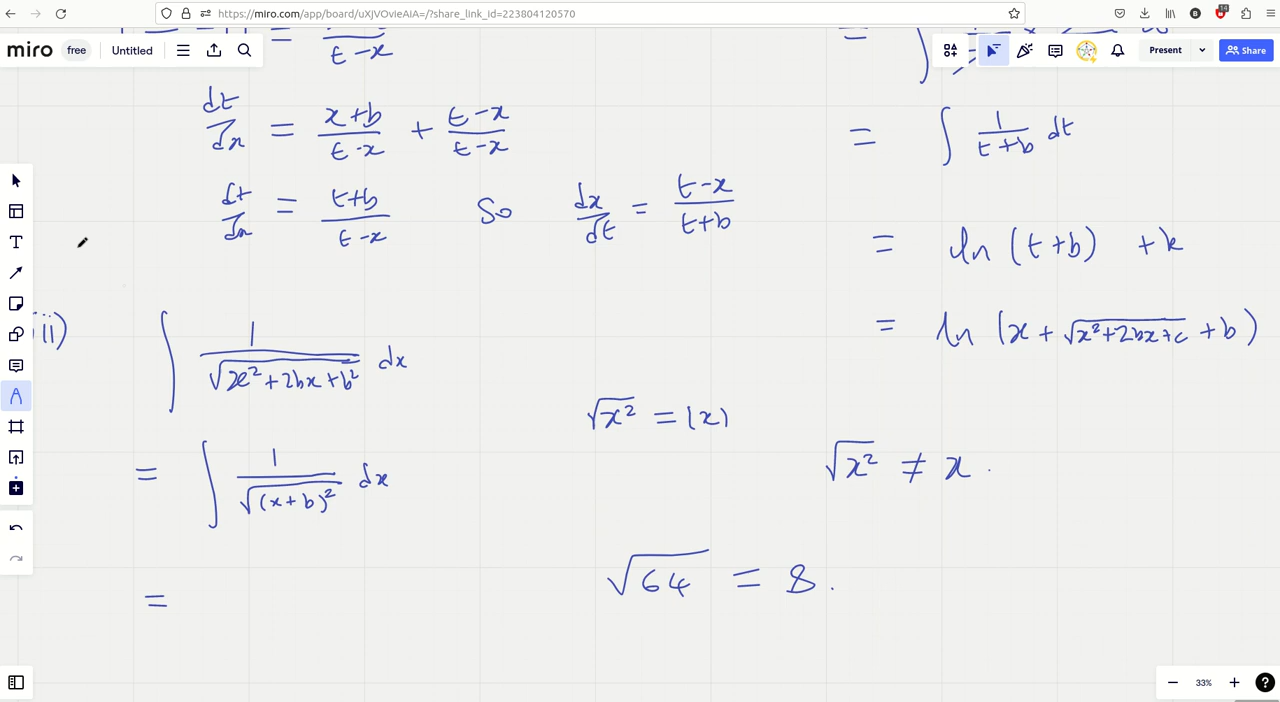 https://miro.com/app/board/uXJVOvieAIA=/?share_link_id=223804120570
14
miro free Untitled
Present Share
t-x
dt/dx = (x+b)/(t-x) + (t-x)/(t-x)
dt/dx = (t+b)/(t-x) So dx/dt = (t-x)/(t+b)
= ∫ 1/(t+b) dt
= ln (t+b) + k
= ln (x + √(x²+2bx+c) + b)
ii) ∫ 1/√(x²+2bx+b²) dx
= ∫ 1/√((x+b)²) dx
=
√x² = |x|
√x² ≠ x.
√64 = 8.
33%